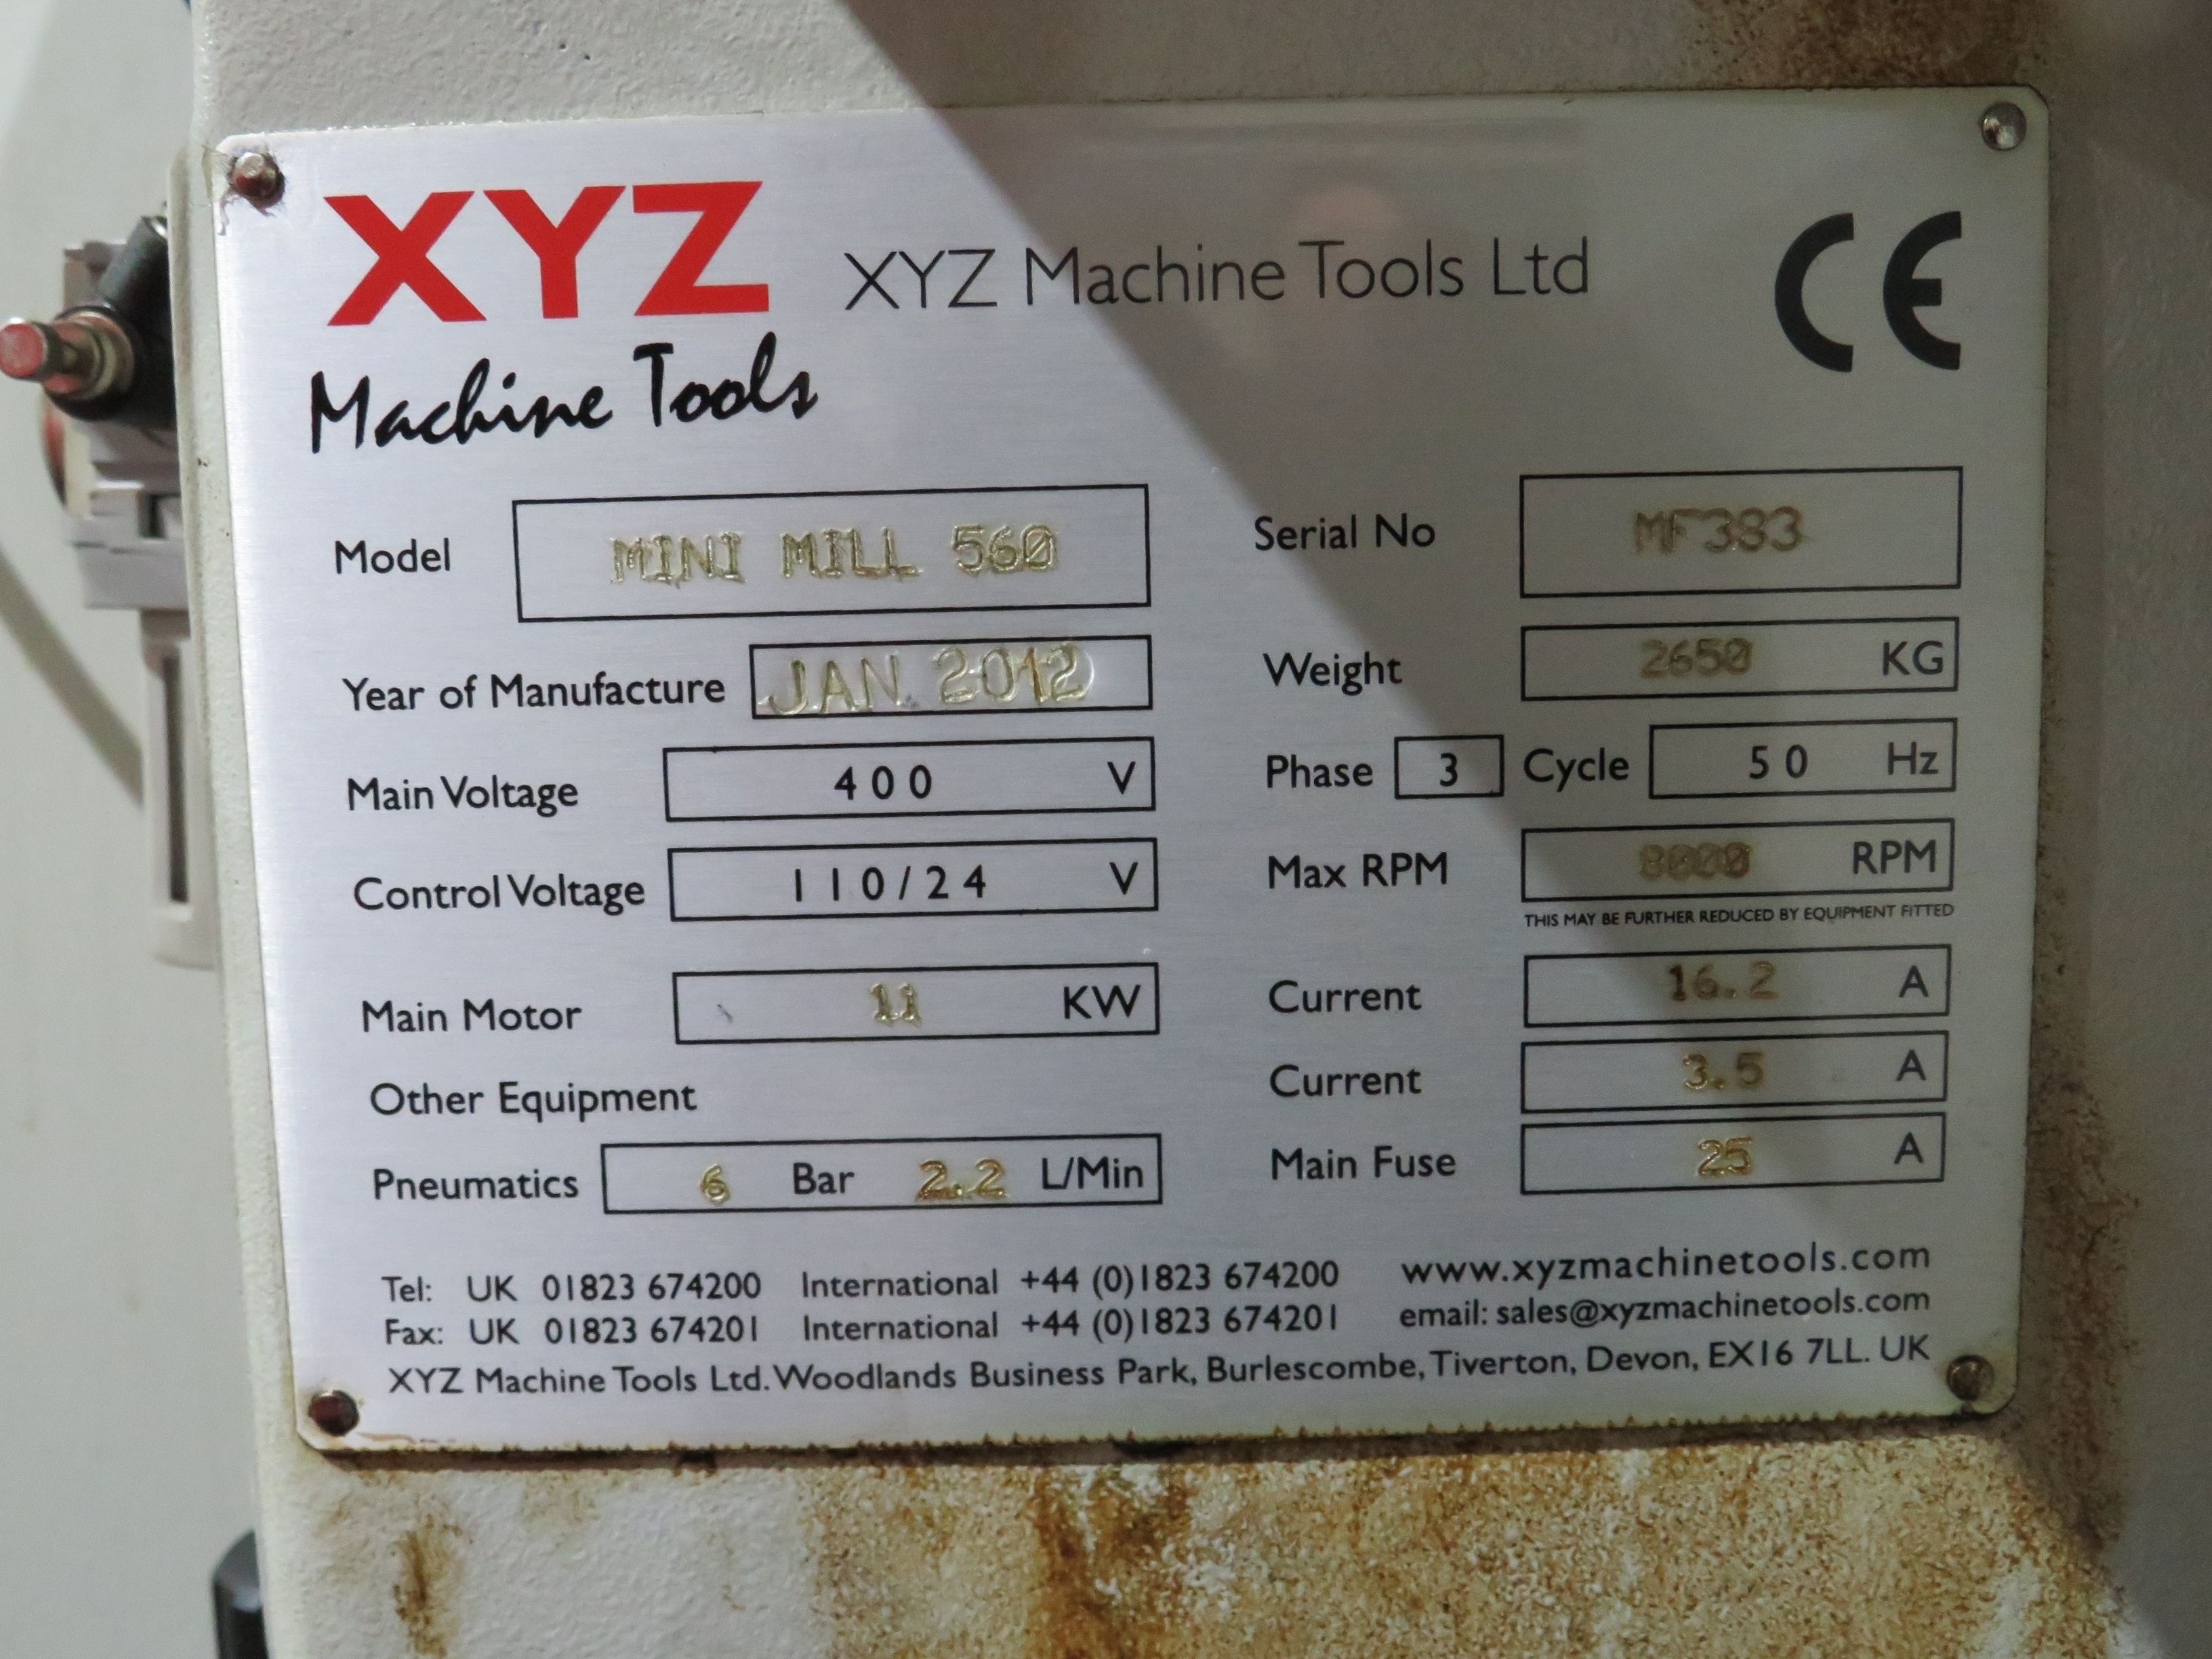 XYZ XYZ Machine Tools Ltd CE
Machine Tools
Model MINI MILL 560 Serial No MF383
Year of Manufacture JAN. 2012 Weight 2650 KG
Main Voltage 400 V Phase 3 Cycle 50 Hz
Control Voltage 110/24 V Max RPM 8000 RPM
THIS MAY BE FURTHER REDUCED BY EQUIPMENT FITTED
Main Motor 11 KW Current 16.2 A
Other Equipment Current 3.5 A
Pneumatics 6 Bar 2.2 L/Min Main Fuse 25 A
Tel: UK 01823 674200 International +44 (0)1823 674200 www.xyzmachinetools.com
Fax: UK 01823 674201 International +44 (0)1823 674201 email: sales@xyzmachinetools.com
XYZ Machine Tools Ltd. Woodlands Business Park, Burlescombe, Tiverton, Devon, EX16 7LL. UK